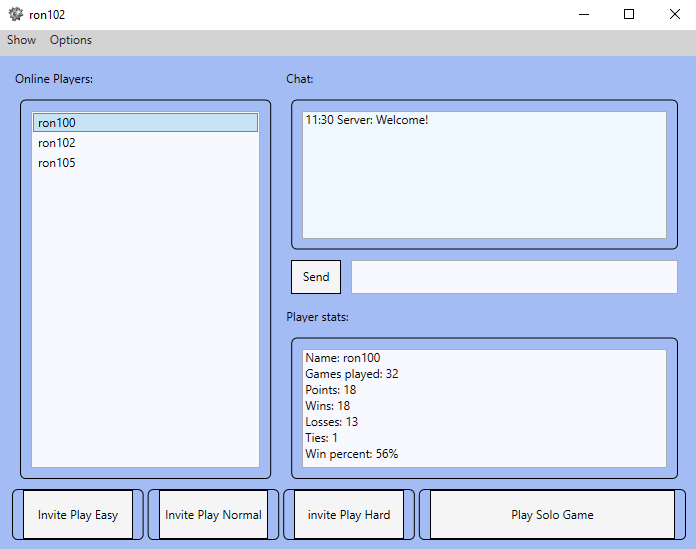 ron102
Show Options
Online Players:
ron100
ron102
ron105
Chat:
11:30 Server: Welcome!
Send
Player stats:
Name: ron100
Games played: 32
Points: 18
Wins: 18
Losses: 13
Ties: 1
Win percent: 56%
Invite Play Easy
Invite Play Normal
invite Play Hard
Play Solo Game